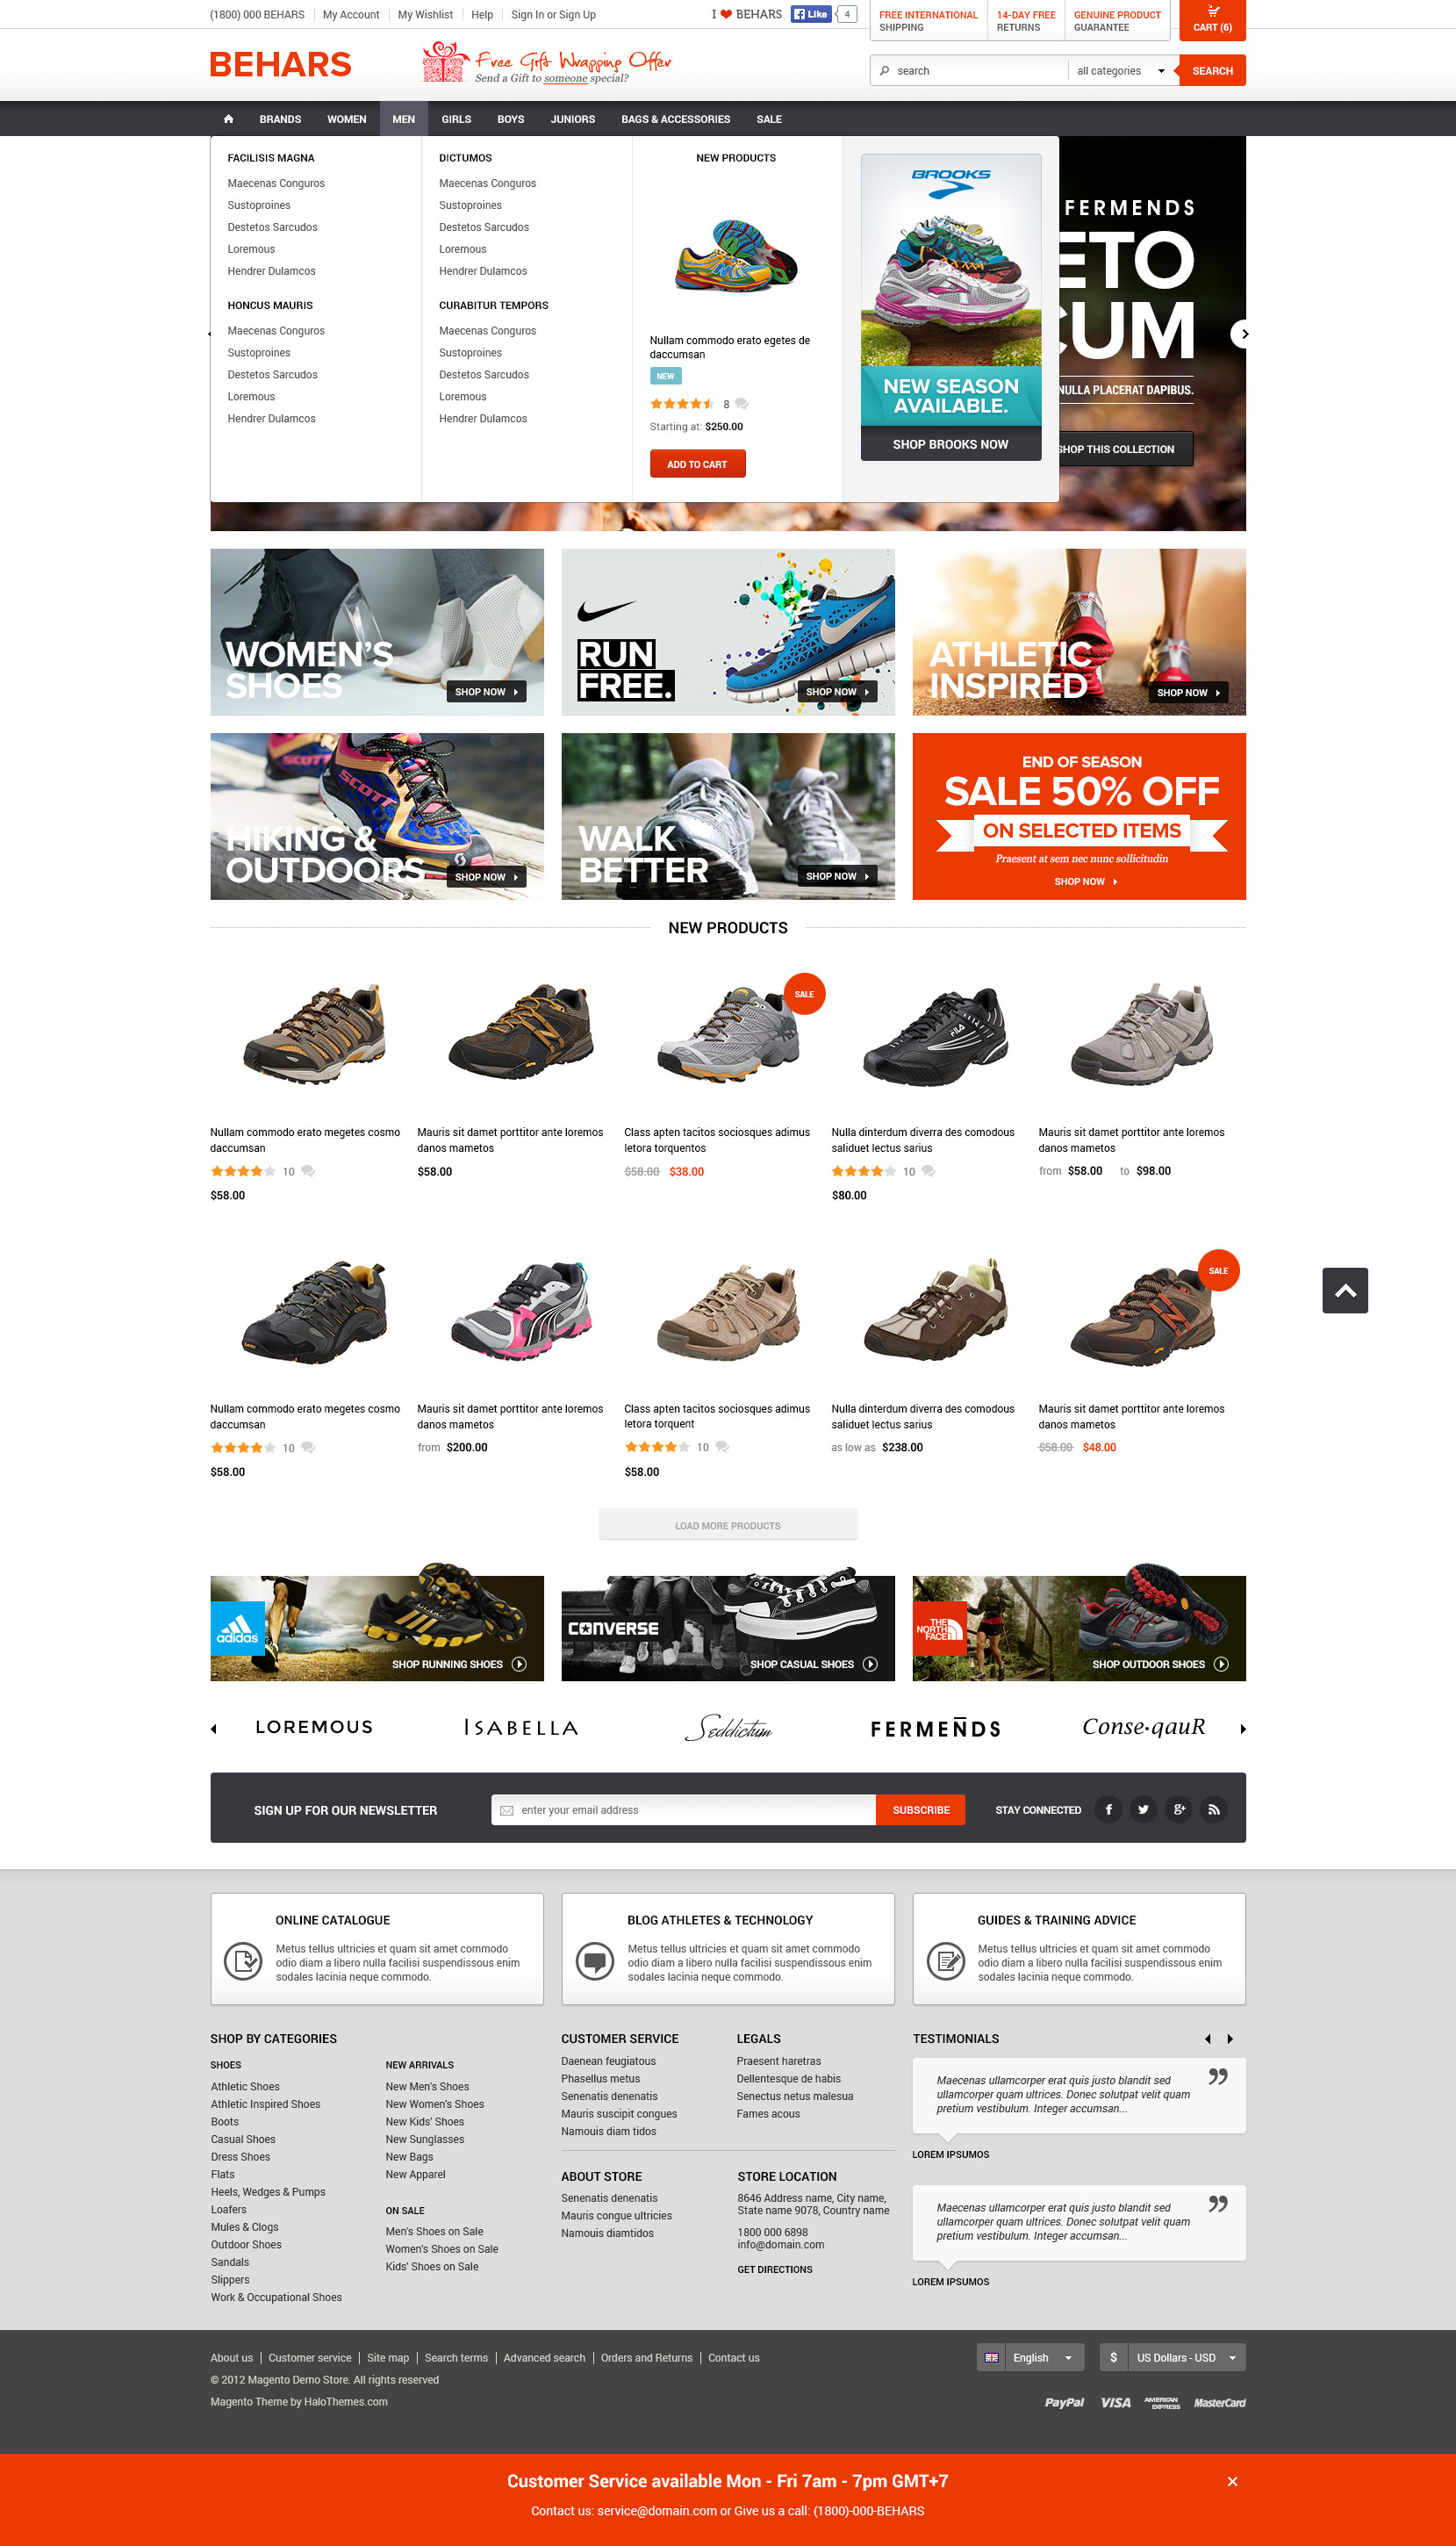 (1800) 000 BEHARS
My Account
My Wishlist
Help
Sign In or Sign Up
I ❤ BEHARS
Like
4
FREE INTERNATIONAL
SHIPPING
14-DAY FREE
RETURNS
GENUINE PRODUCT
GUARANTEE
CART (6)
BEHARS
Free Gift Wrapping Offer
Send a Gift to someone special?
search
all categories
SEARCH
BRANDS
WOMEN
MEN
GIRLS
BOYS
JUNIORS
BAGS & ACCESSORIES
SALE
FACILISIS MAGNA
Maecenas Conguros
Sustoproines
Destetos Sarcudos
Loremous
Hendrer Dulamcos
HONCUS MAURIS
Maecenas Conguros
Sustoproines
Destetos Sarcudos
Loremous
Hendrer Dulamcos
DICTUMOS
Maecenas Conguros
Sustoproines
Destetos Sarcudos
Loremous
Hendrer Dulamcos
CURABITUR TEMPORS
Maecenas Conguros
Sustoproines
Destetos Sarcudos
Loremous
Hendrer Dulamcos
NEW PRODUCTS
Nullam commodo erato egetes de
daccumsan
NEW
8
Starting at: $250.00
ADD TO CART
BROOKS
NEW SEASON
AVAILABLE.
SHOP BROOKS NOW
FERMENDS
ETO
CUM
NULLA PLACERAT DAPIBUS.
SHOP THIS COLLECTION
WOMEN'S
SHOES
SHOP NOW
RUN
FREE.
SHOP NOW
ATHLETIC
INSPIRED
SHOP NOW
SCOTT
SCOTT
HIKING &
OUTDOORS
SHOP NOW
WALK
BETTER
SHOP NOW
END OF SEASON
SALE 50% OFF
ON SELECTED ITEMS
Praesent at sem nec nunc sollicitudin
SHOP NOW
NEW PRODUCTS
SALE
FILA
Nullam commodo erato megetes cosmo
daccumsan
10
$58.00
Mauris sit damet porttitor ante loremos
danos mametos
$58.00
Class apten tacitos sociosques adimus
letora torquentos
$58.00 $38.00
Nulla dinterdum diverra des comodous
saliduet lectus sarius
10
$80.00
Mauris sit damet porttitor ante loremos
danos mametos
from $58.00 to $98.00
SALE
Nullam commodo erato megetes cosmo
daccumsan
10
$58.00
Mauris sit damet porttitor ante loremos
danos mametos
from $200.00
Class apten tacitos sociosques adimus
letora torquent
10
$58.00
Nulla dinterdum diverra des comodous
saliduet lectus sarius
as low as $238.00
Mauris sit damet porttitor ante loremos
danos mametos
$58.00 $48.00
LOAD MORE PRODUCTS
adidas
SHOP RUNNING SHOES
CONVERSE
SHOP CASUAL SHOES
THE
NORTH
FACE
SHOP OUTDOOR SHOES
LOREMOUS
ISABELLA
Seddictum
FERMENDS
Conse•qauR
SIGN UP FOR OUR NEWSLETTER
enter your email address
SUBSCRIBE
STAY CONNECTED
ONLINE CATALOGUE
Metus tellus ultricies et quam sit amet commodo
odio diam a libero nulla facilisi suspendissous enim
sodales lacinia neque commodo.
BLOG ATHLETES & TECHNOLOGY
Metus tellus ultricies et quam sit amet commodo
odio diam a libero nulla facilisi suspendissous enim
sodales lacinia neque commodo.
GUIDES & TRAINING ADVICE
Metus tellus ultricies et quam sit amet commodo
odio diam a libero nulla facilisi suspendissous enim
sodales lacinia neque commodo.
SHOP BY CATEGORIES
SHOES
Athletic Shoes
Athletic Inspired Shoes
Boots
Casual Shoes
Dress Shoes
Flats
Heels, Wedges & Pumps
Loafers
Mules & Clogs
Outdoor Shoes
Sandals
Slippers
Work & Occupational Shoes
NEW ARRIVALS
New Men's Shoes
New Women's Shoes
New Kids' Shoes
New Sunglasses
New Bags
New Apparel
ON SALE
Men's Shoes on Sale
Women's Shoes on Sale
Kids' Shoes on Sale
CUSTOMER SERVICE
Daenean feugiatous
Phasellus metus
Senenatis denenatis
Mauris suscipit congues
Namouis diam tidos
LEGALS
Praesent haretras
Dellentesque de habis
Senectus netus malesua
Fames acous
ABOUT STORE
Senenatis denenatis
Mauris congue ultricies
Namouis diamtidos
STORE LOCATION
8646 Address name, City name,
State name 9078, Country name
1800 000 6898
info@domain.com
GET DIRECTIONS
TESTIMONIALS
Maecenas ullamcorper erat quis justo blandit sed
ullamcorper quam ultrices. Donec solutpat velit quam
pretium vestibulum. Integer accumsan...
LOREM IPSUMOS
Maecenas ullamcorper erat quis justo blandit sed
ullamcorper quam ultrices. Donec solutpat velit quam
pretium vestibulum. Integer accumsan...
LOREM IPSUMOS
About us
Customer service
Site map
Search terms
Advanced search
Orders and Returns
Contact us
© 2012 Magento Demo Store. All rights reserved
Magento Theme by HaloThemes.com
English
$ US Dollars - USD
PayPal
VISA
AMERICAN
EXPRESS
MasterCard
Customer Service available Mon - Fri 7am - 7pm GMT+7
Contact us: service@domain.com or Give us a call: (1800)-000-BEHARS